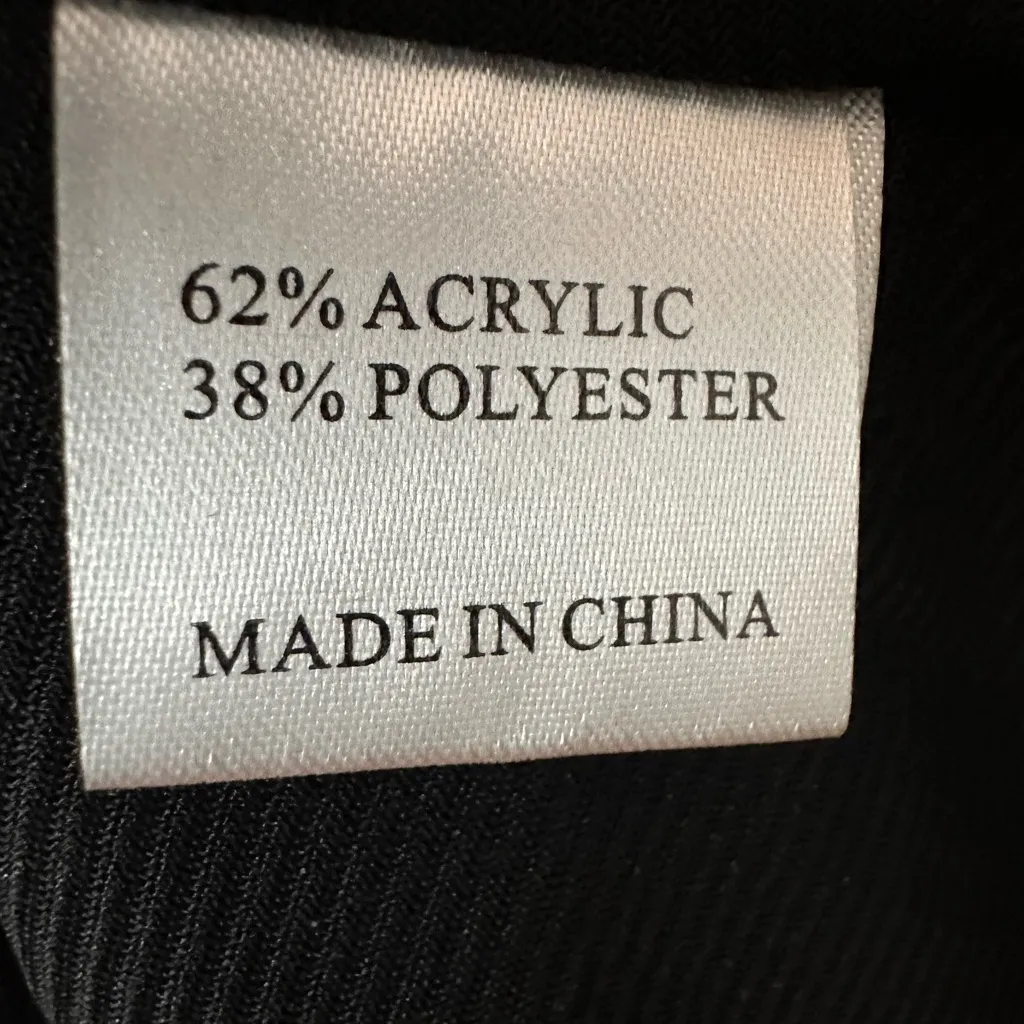 62% ACRYLIC
38% POLYESTER
MADE IN CHINA